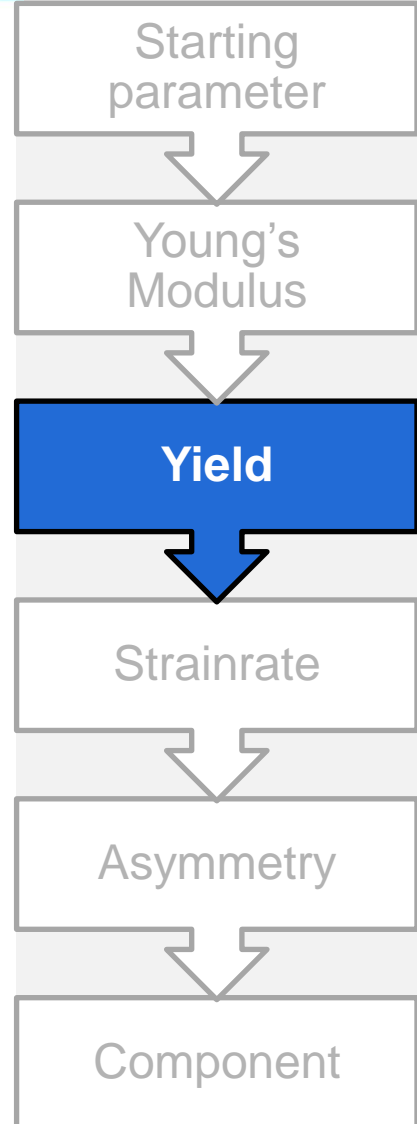 Starting
parameter
Young's
Modulus
Yield
Strainrate
Asymmetry
Component